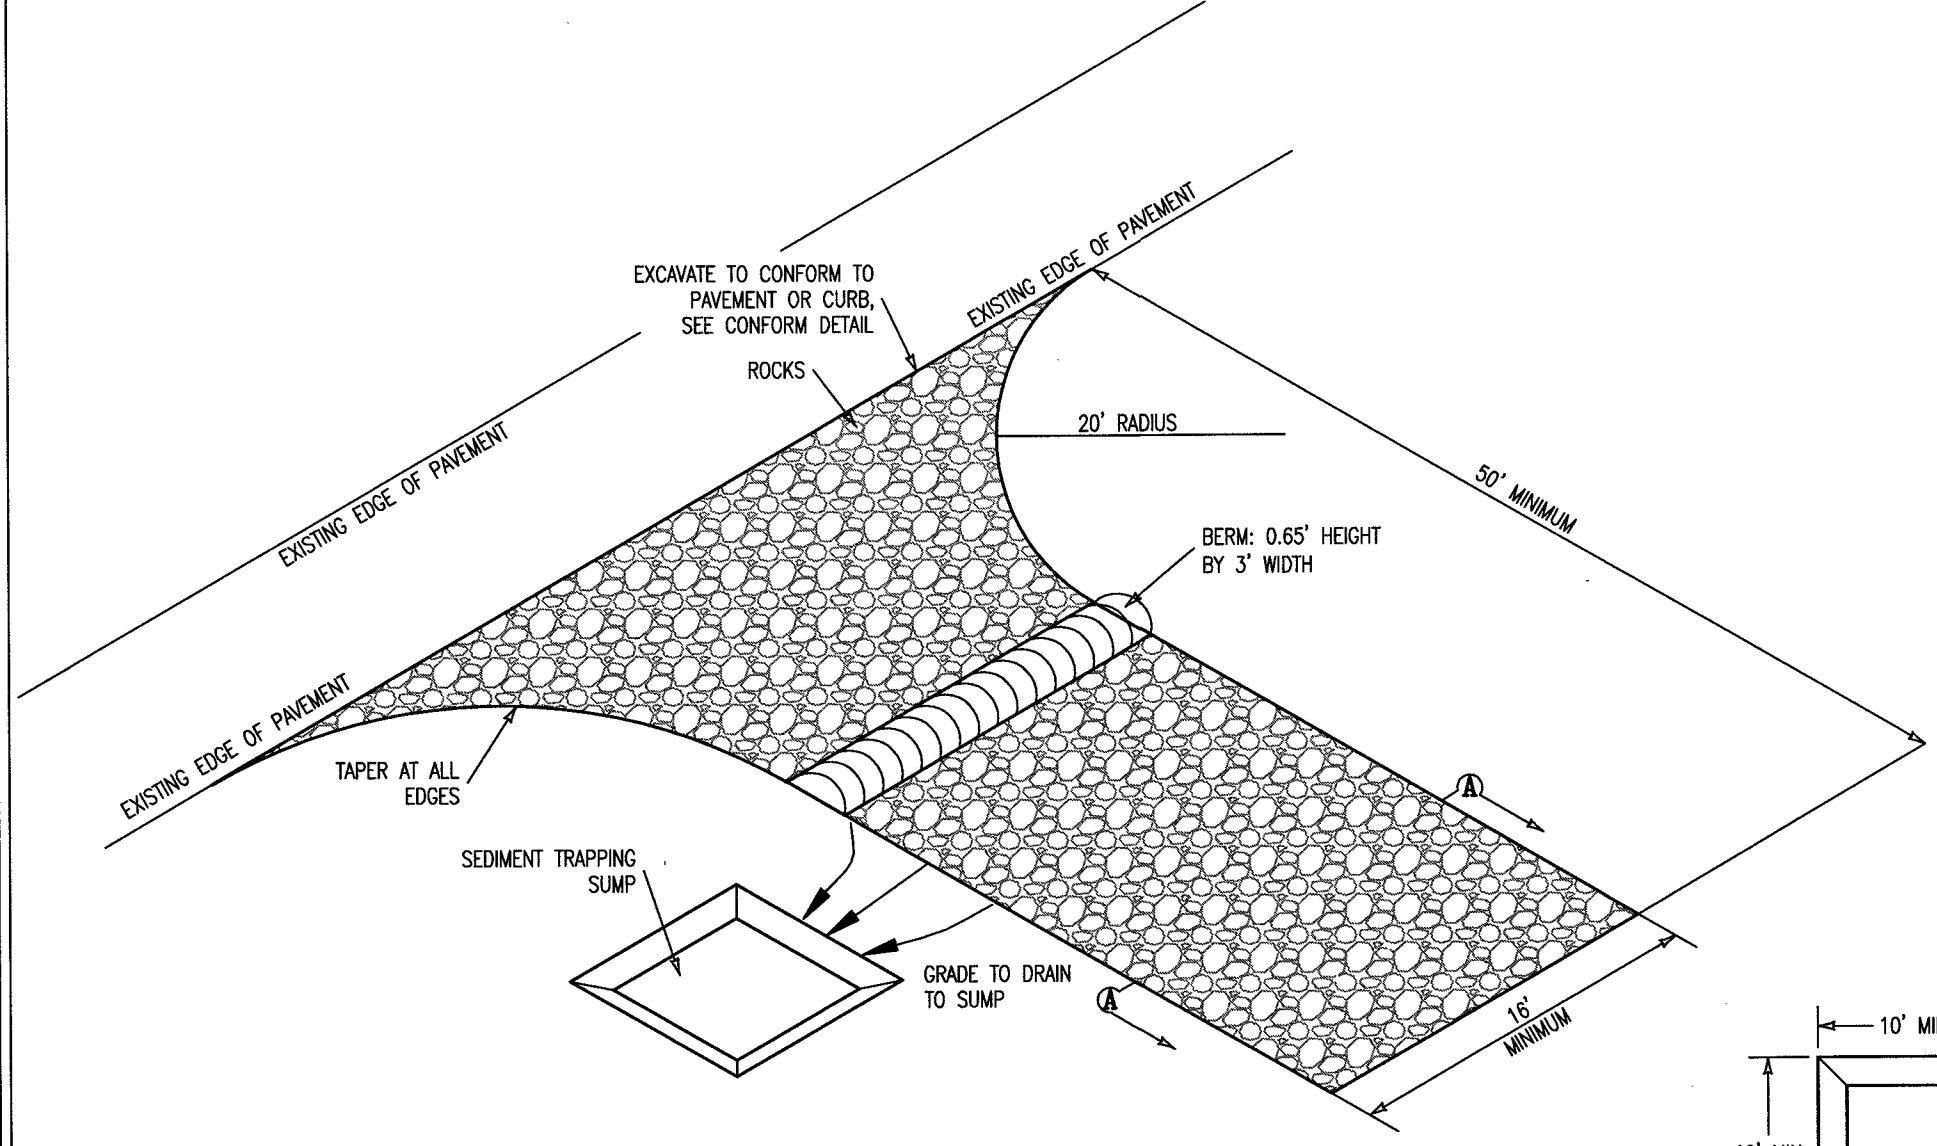 EXISTING EDGE OF PAVEMENT
EXCAVATE TO CONFORM TO
PAVEMENT OR CURB,
SEE CONFORM DETAIL
ROCKS
20' RADIUS
EXISTING EDGE OF PAVEMENT
50' MINIMUM
BERM: 0.65' HEIGHT
BY 3' WIDTH
EXISTING EDGE OF PAVEMENT
TAPER AT ALL
EDGES
A
SEDIMENT TRAPPING
SUMP
GRADE TO DRAIN
TO SUMP
A
16'
MINIMUM
10'